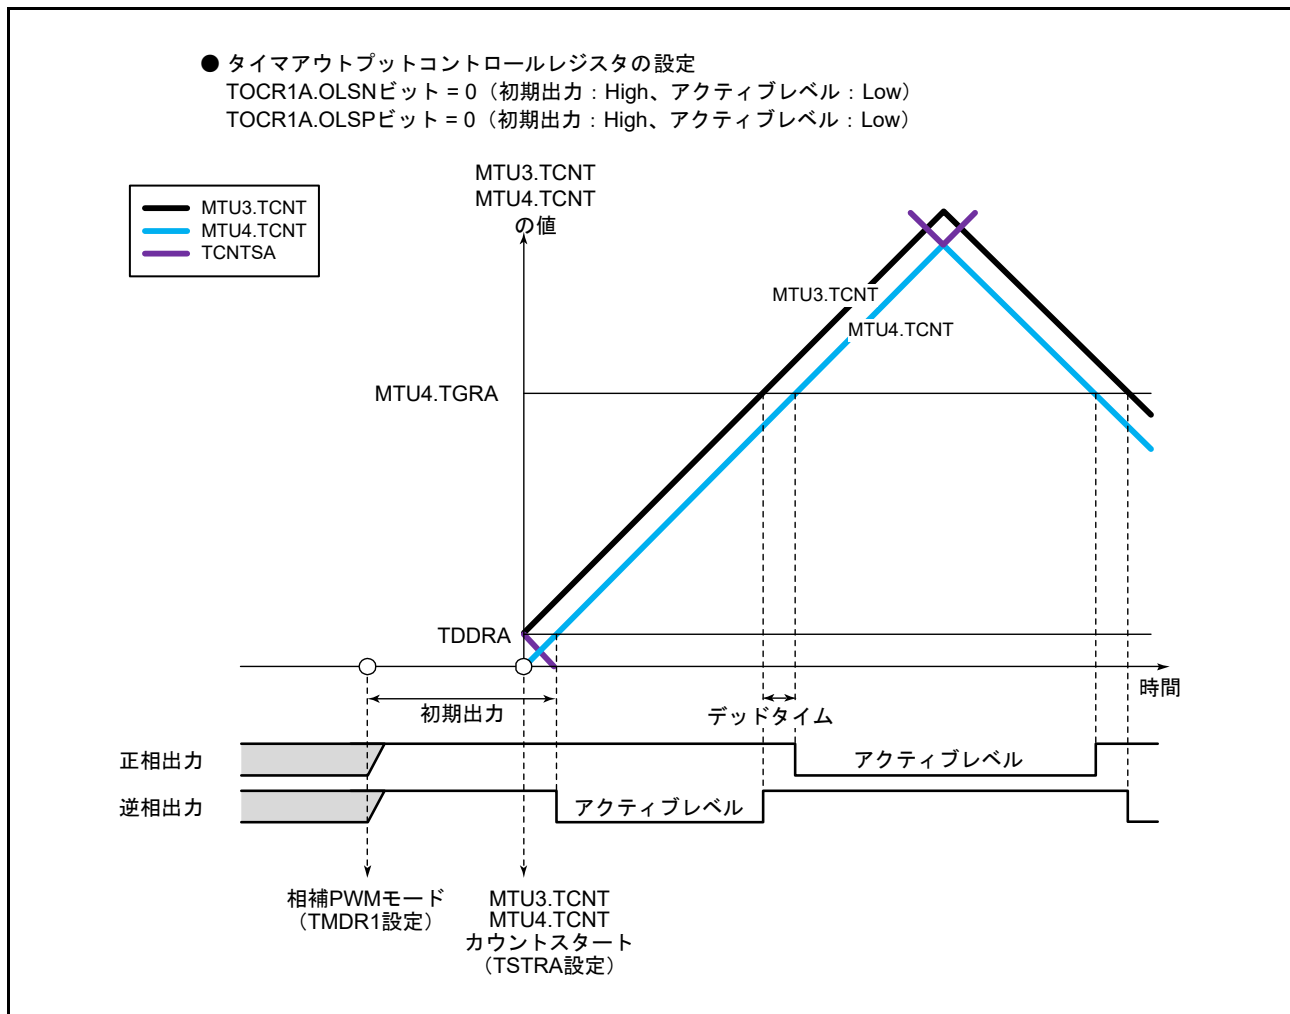 ● タイマアウトプットコントロールレジスタの設定
TOCR1A.OLSNビット = 0（初期出力：High、アクティブレベル：Low）
TOCR1A.OLSPビット = 0（初期出力：High、アクティブレベル：Low）
MTU3.TCNT
MTU4.TCNT
の値
MTU3.TCNT
MTU4.TCNT
TCNTSA
MTU3.TCNT
MTU4.TCNT
MTU4.TGRA
TDDRA
時間
初期出力
デッドタイム
正相出力
アクティブレベル
逆相出力
アクティブレベル
相補PWMモード
（TMDR1設定）
MTU3.TCNT
MTU4.TCNT
カウントスタート
（TSTRA設定）